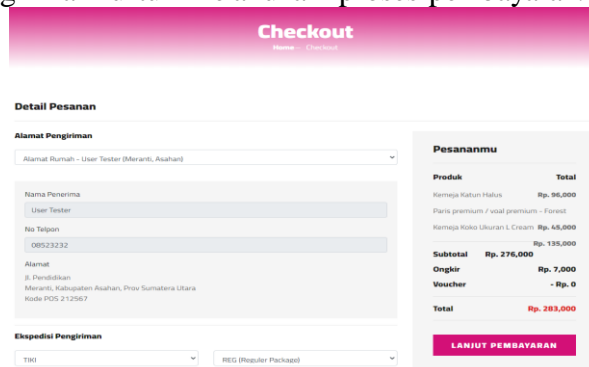 Checkout
Home – Checkout
Detail Pesanan
Alamat Pengiriman
Alamat Rumah - User Tester (Meranti, Asahan)
Nama Penerima
User Tester
No Telpon
08523232
Alamat
Jl. Pendidikan
Meranti, Kabupaten Asahan, Prov Sumatera Utara
Kode POS 212567
Ekspedisi Pengiriman
TIKI
REG (Reguler Package)
Pesananmu
Produk Total
Kemeja Katun Halus Rp. 96,000
Paris premium / voal premium - Forest
Kemeja Koko Ukuran L Cream Rp. 45,000
Rp. 135,000
Subtotal Rp. 276,000
Ongkir Rp. 7,000
Voucher - Rp. 0
Total Rp. 283,000
LANJUT PEMBAYARAN